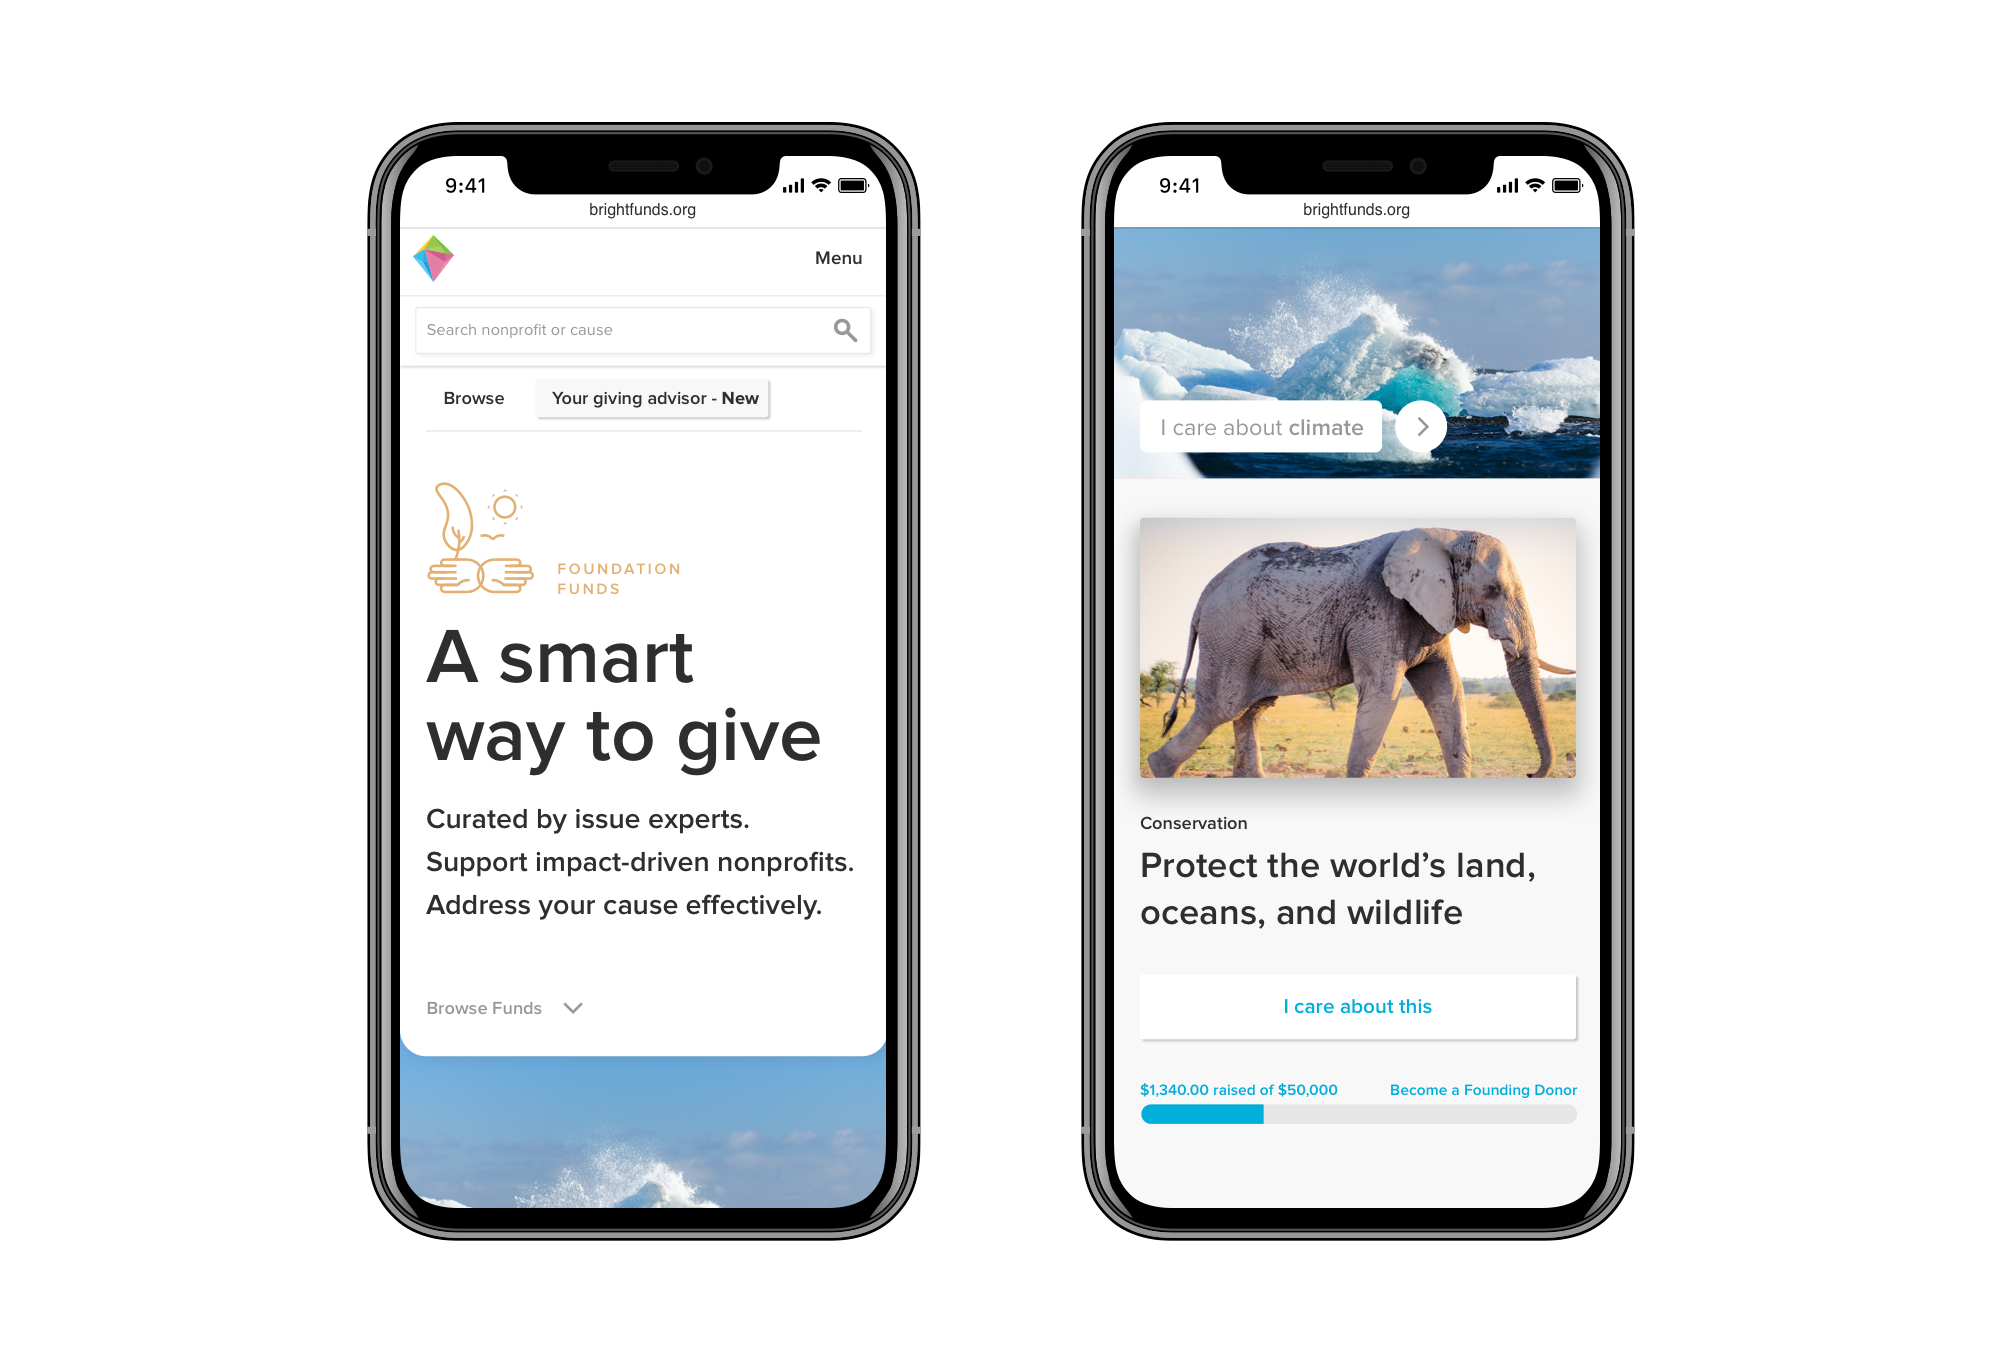 9:41
brightfunds.org
Menu
Search nonprofit or cause
Browse
Your giving advisor - New
FOUNDATION
FUNDS
A smart
way to give
Curated by issue experts.
Support impact-driven nonprofits.
Address your cause effectively.
Browse Funds
9:41
brightfunds.org
I care about climate
Conservation
Protect the world’s land,
oceans, and wildlife
I care about this
$1,340.00 raised of $50,000
Become a Founding Donor